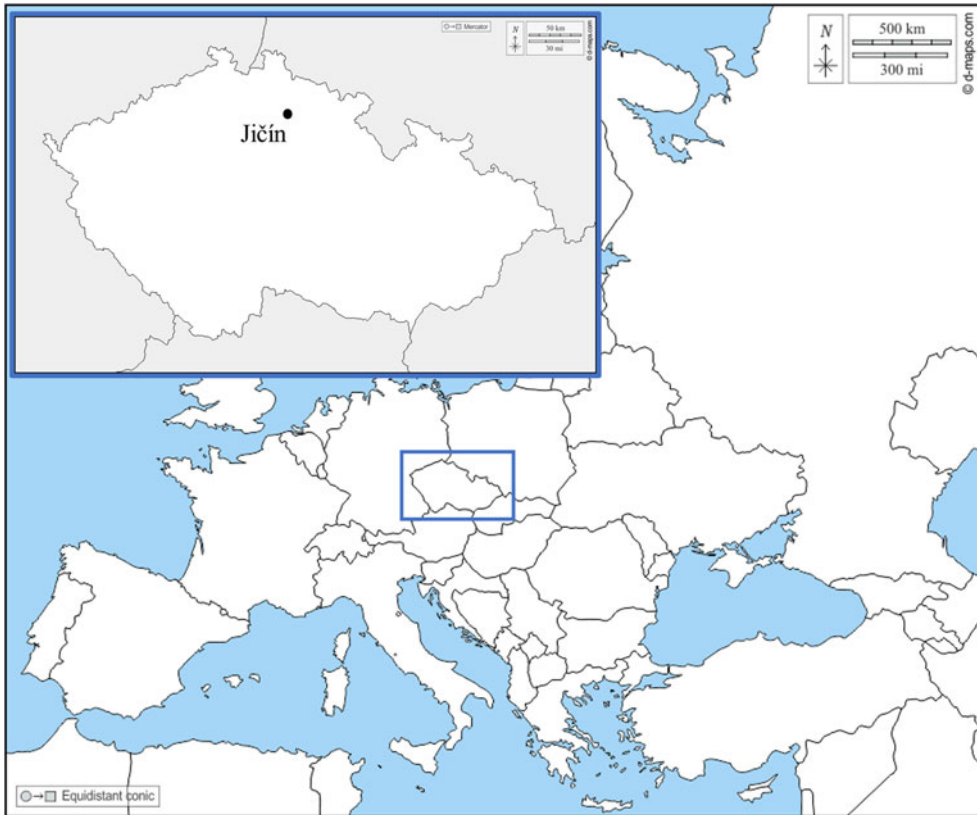 Mercator
N
50 km
30 mi
© d-maps.com
Jičín
N
500 km
300 mi
© d-maps.com
Equidistant conic